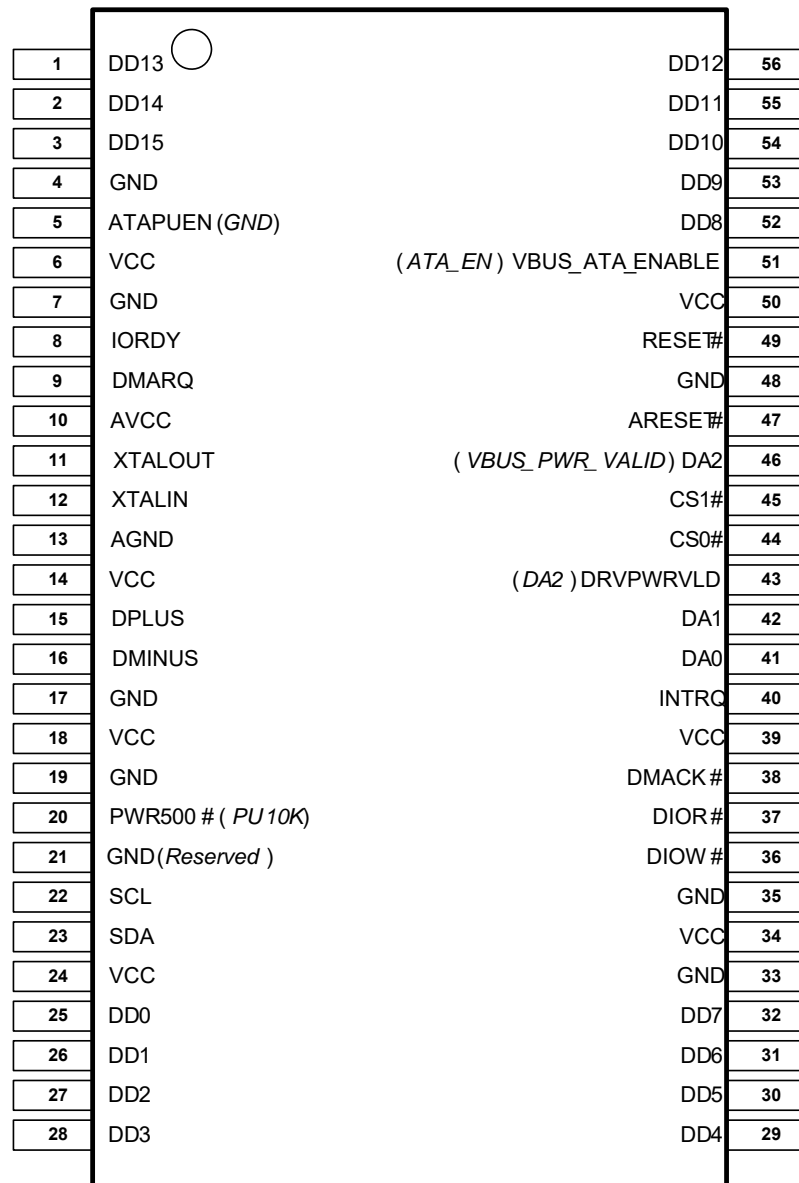 1 DD13 DD12 56
2 DD14 DD11 55
3 DD15 DD10 54
4 GND DD9 53
5 ATAPUEN (GND) DD8 52
6 VCC (ATA_EN) VBUS_ATA_ENABLE 51
7 GND VCC 50
8 IORDY RESET# 49
9 DMARQ GND 48
10 AVCC ARESET# 47
11 XTALOUT (VBUS_PWR_VALID) DA2 46
12 XTALIN CS1# 45
13 AGND CS0# 44
14 VCC (DA2) DRVPWRVLD 43
15 DPLUS DA1 42
16 DMINUS DA0 41
17 GND INTRQ 40
18 VCC VCC 39
19 GND DMACK# 38
20 PWR500# (PU10K) DIOR# 37
21 GND (Reserved) DIOW# 36
22 SCL GND 35
23 SDA VCC 34
24 VCC GND 33
25 DD0 DD7 32
26 DD1 DD6 31
27 DD2 DD5 30
28 DD3 DD4 29